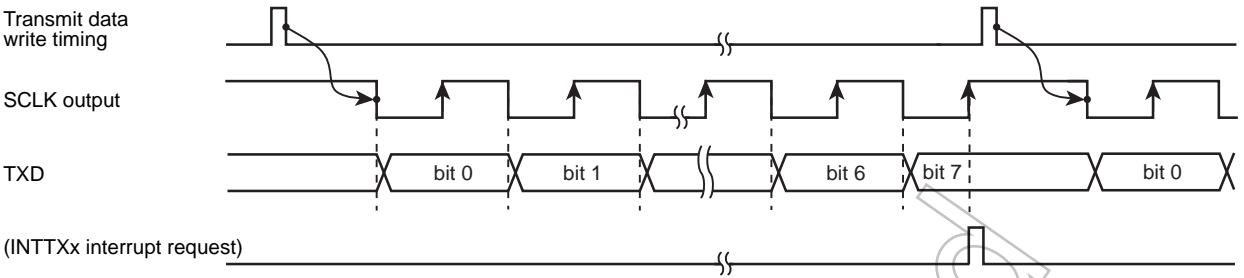 Transmit data
write timing
SCLK output
TXD
bit 0 bit 1 bit 6 bit 7 bit 0
(INTTXx interrupt request)